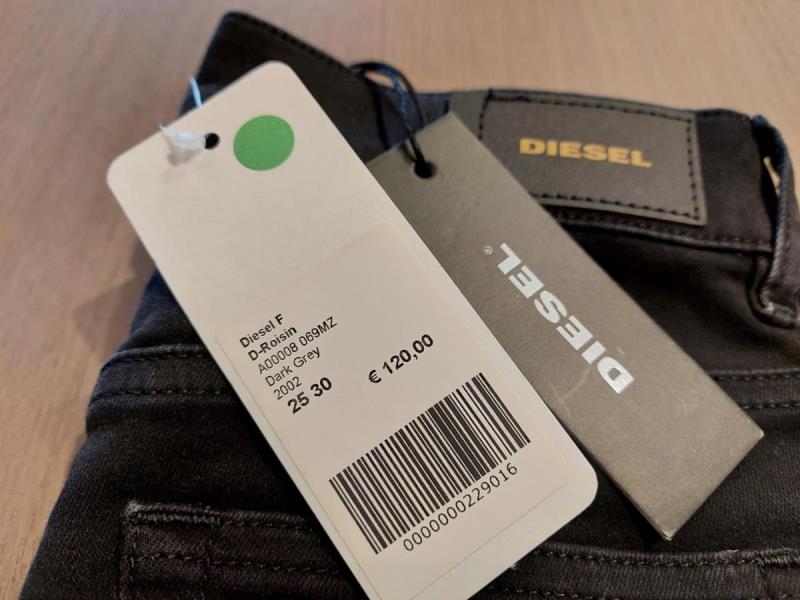 DIESEL
DIESEL®
Diesel F
D-Roisin
A00008 069MZ
Dark Grey
2002
25 30
€ 120,00
0000000229016